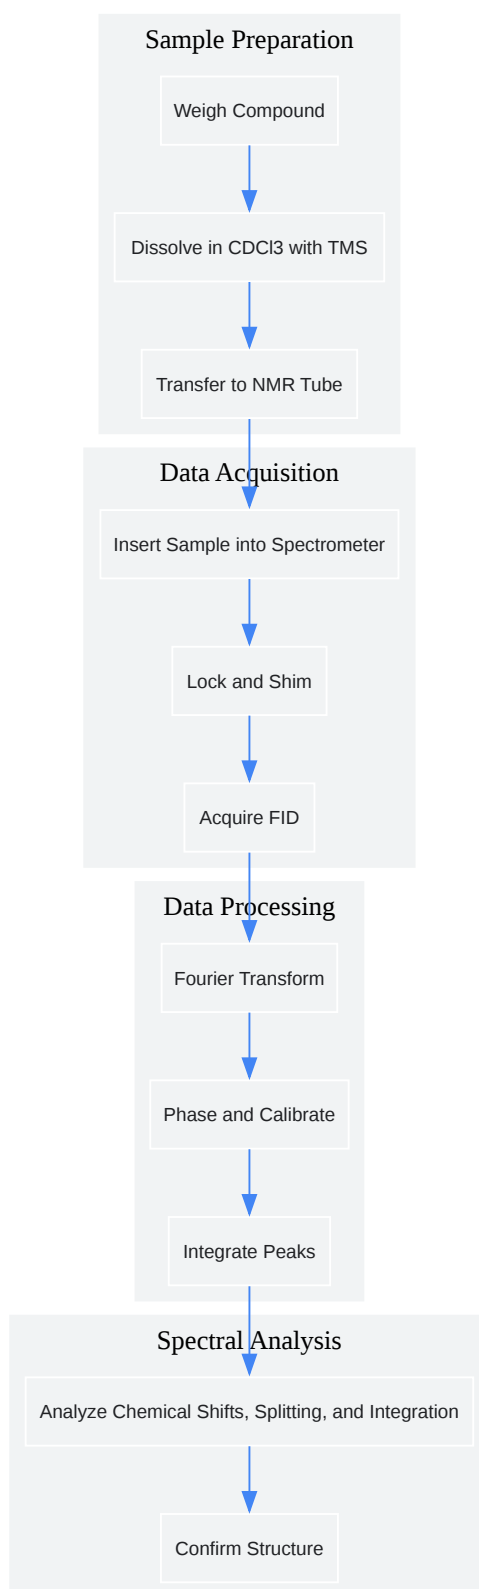 Sample Preparation
Weigh Compound
Dissolve in CDCl3 with TMS
Transfer to NMR Tube
Data Acquisition
Insert Sample into Spectrometer
Lock and Shim
Acquire FID
Data Processing
Fourier Transform
Phase and Calibrate
Integrate Peaks
Spectral Analysis
Analyze Chemical Shifts, Splitting, and Integration
Confirm Structure